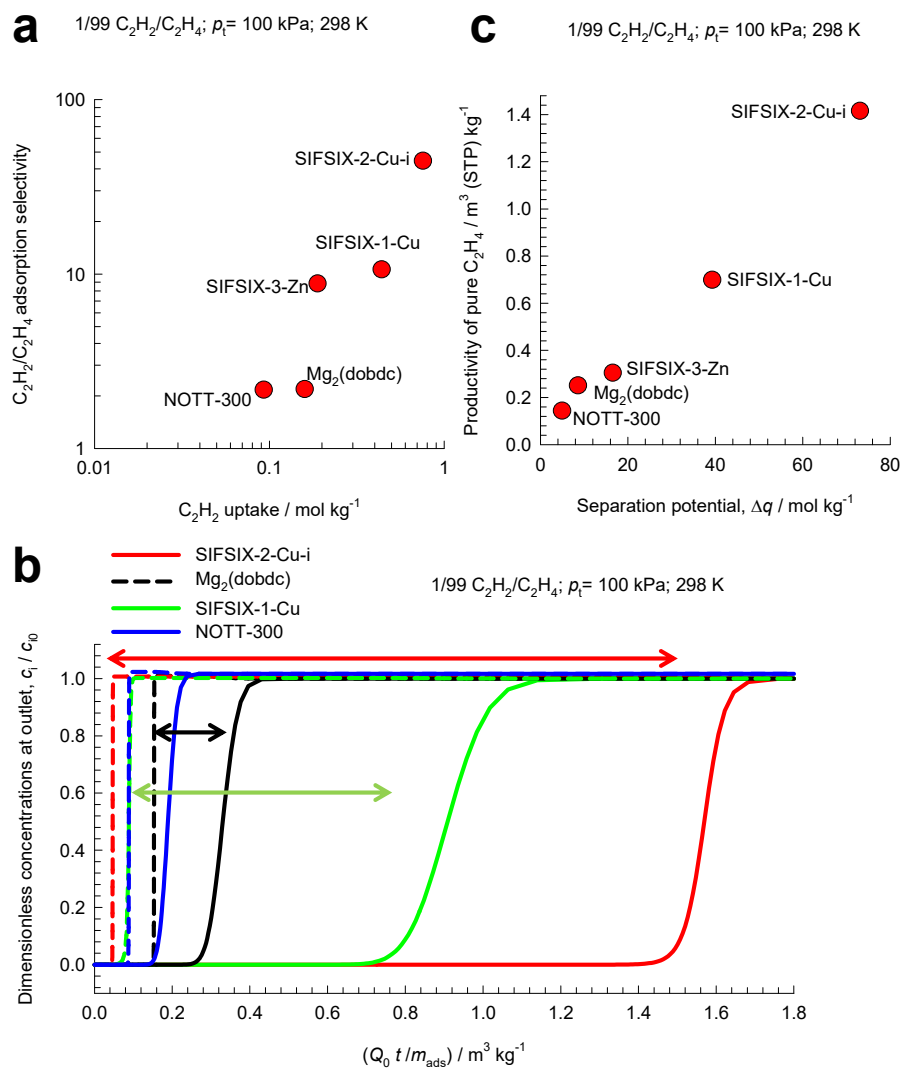 a
1/99 C₂H₂/C₂H₄; pₜ= 100 kPa; 298 K
C₂H₂/C₂H₄ adsorption selectivity
100
10
1
SIFSIX-2-Cu-i
SIFSIX-1-Cu
SIFSIX-3-Zn
Mg₂(dobdc)
NOTT-300
0.01
0.1
1
C₂H₂ uptake / mol kg⁻¹
c
1/99 C₂H₂/C₂H₄; pₜ= 100 kPa; 298 K
Productivity of pure C₂H₄ / m³ (STP) kg⁻¹
1.4
1.2
1.0
0.8
0.6
0.4
0.2
0.0
SIFSIX-2-Cu-i
SIFSIX-1-Cu
SIFSIX-3-Zn
Mg₂(dobdc)
NOTT-300
0
20
40
60
80
Separation potential, Δq / mol kg⁻¹
b
SIFSIX-2-Cu-i
Mg₂(dobdc)
SIFSIX-1-Cu
NOTT-300
1/99 C₂H₂/C₂H₄; pₜ= 100 kPa; 298 K
Dimensionless concentrations at outlet, cᵢ / cᵢ₀
1.0
0.8
0.6
0.4
0.2
0.0
0.0
0.2
0.4
0.6
0.8
1.0
1.2
1.4
1.6
1.8
(Q₀ t /m_ads) / m³ kg⁻¹